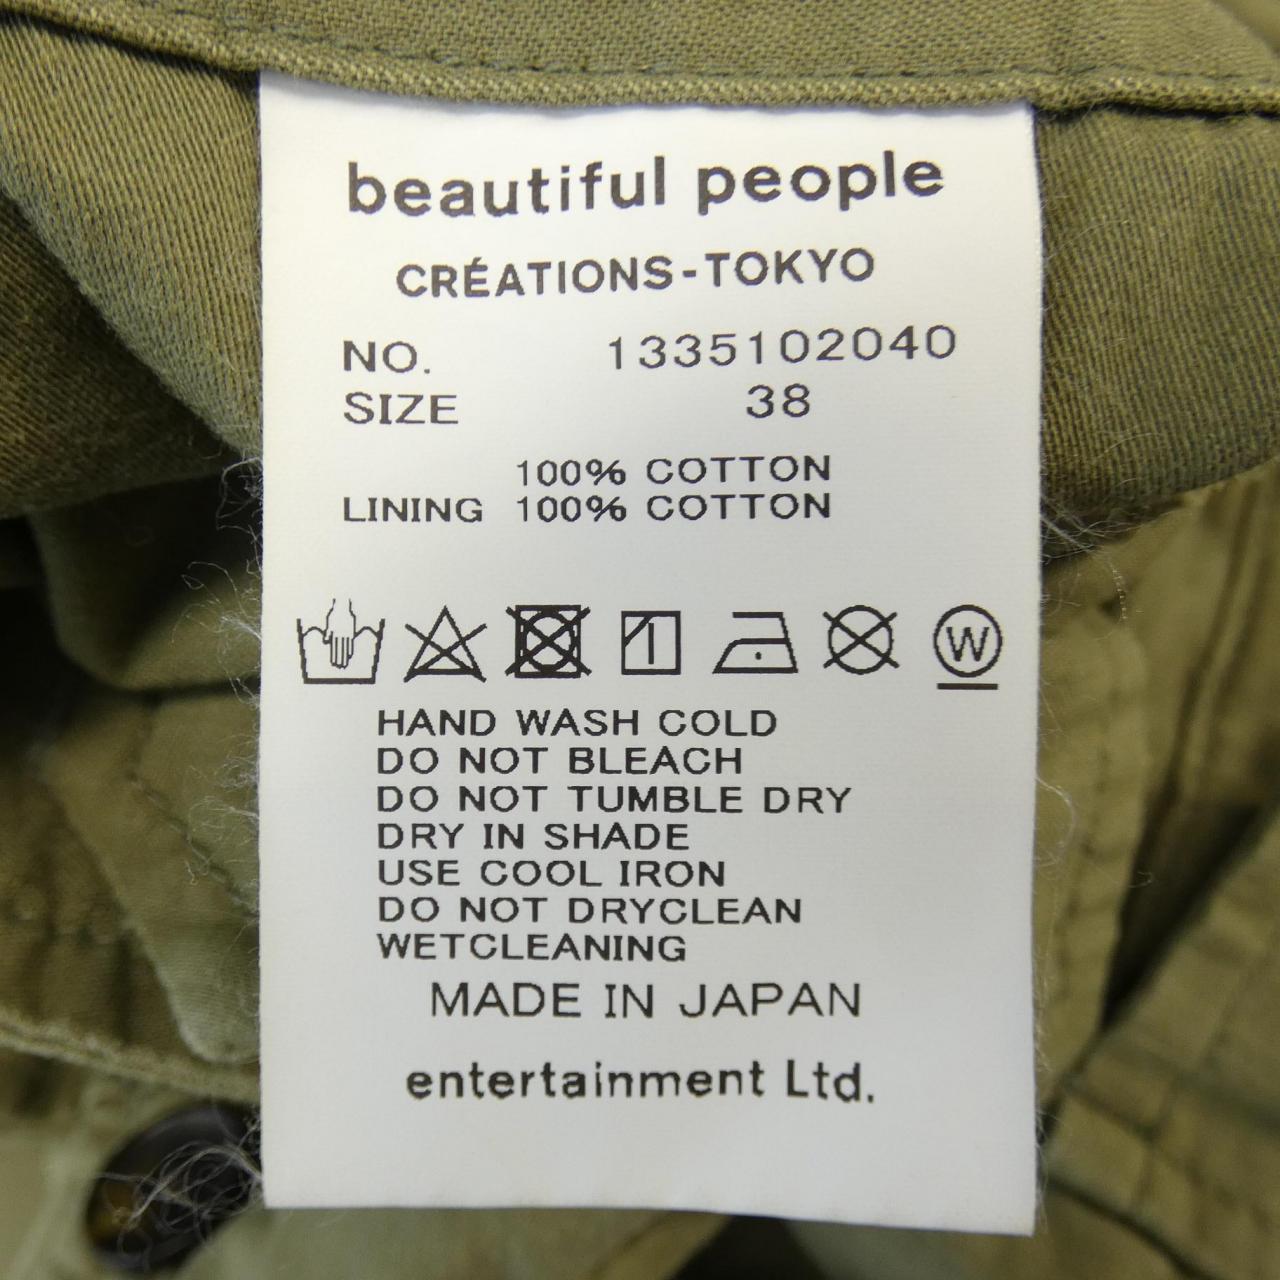 beautiful people
CRÉATIONS-TOKYO
NO. 1335102040
SIZE 38
100% COTTON
LINING 100% COTTON
W
HAND WASH COLD
DO NOT BLEACH
DO NOT TUMBLE DRY
DRY IN SHADE
USE COOL IRON
DO NOT DRYCLEAN
WETCLEANING
MADE IN JAPAN
entertainment Ltd.